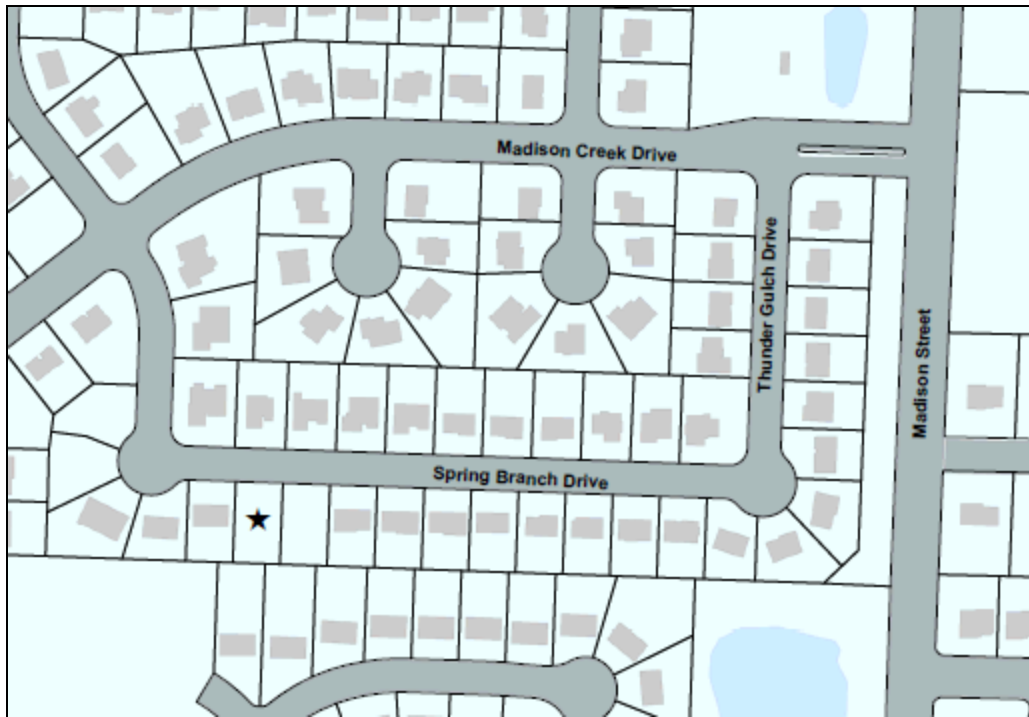 Madison Creek Drive
Thunder Gulch Drive
Madison Street
Spring Branch Drive